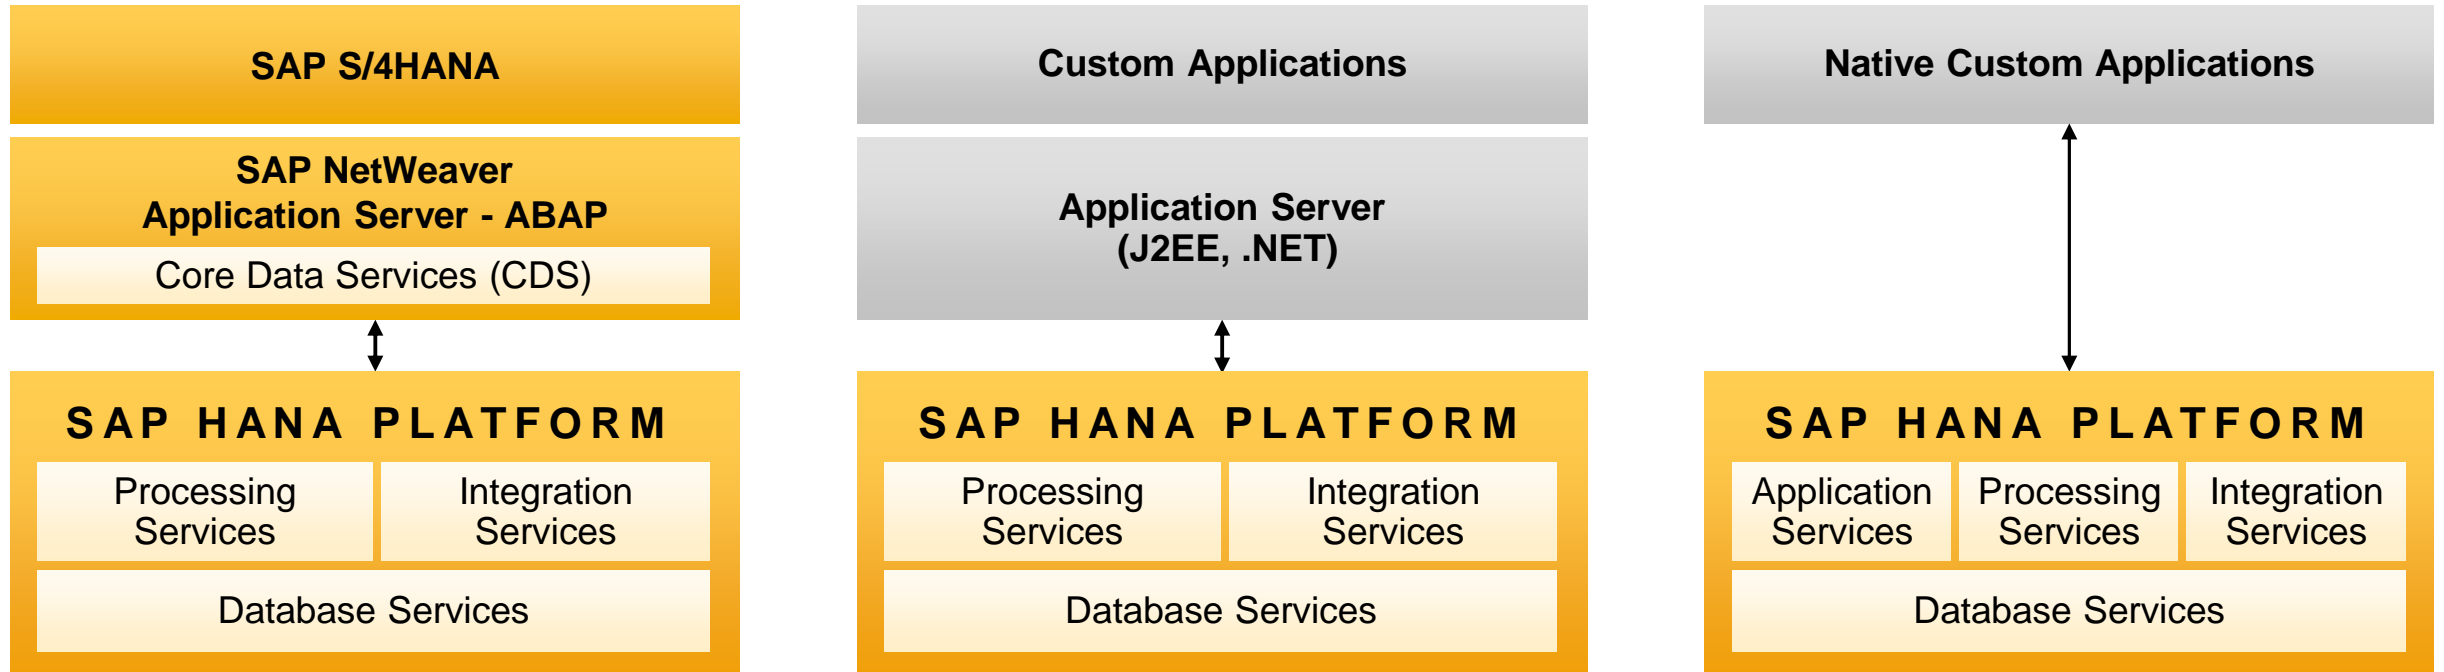 SAP S/4HANA
SAP NetWeaver
Application Server - ABAP
Core Data Services (CDS)
SAP HANA PLATFORM
Processing
Services
Integration
Services
Database Services
Custom Applications
Application Server
(J2EE, .NET)
SAP HANA PLATFORM
Processing
Services
Integration
Services
Database Services
Native Custom Applications
SAP HANA PLATFORM
Application
Services
Processing
Services
Integration
Services
Database Services